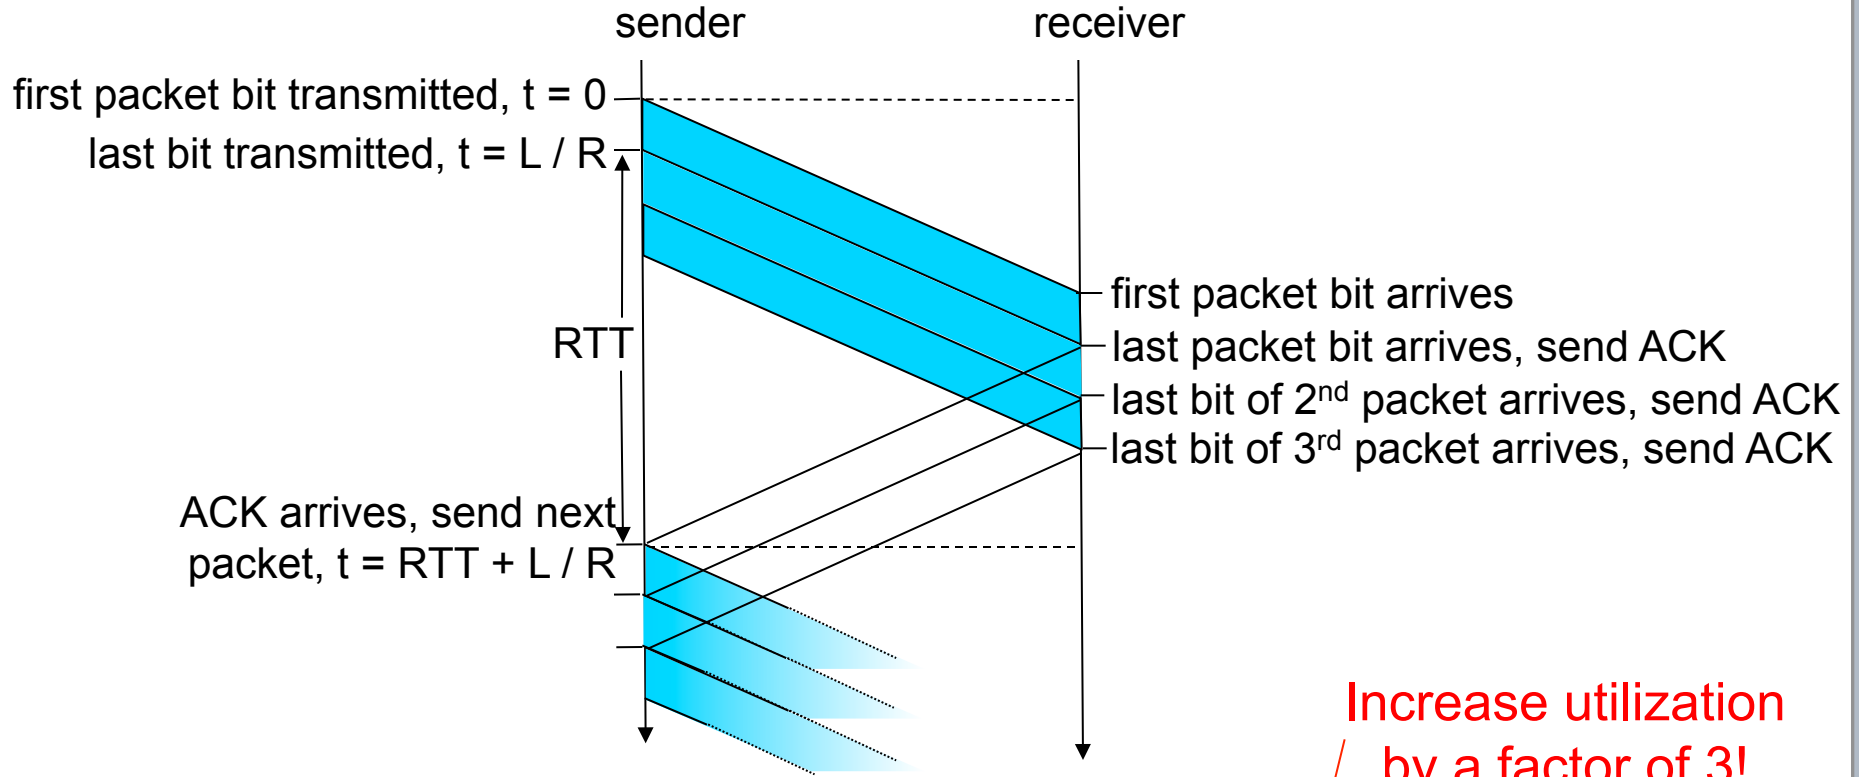 sender
receiver
first packet bit transmitted, t = 0
last bit transmitted, t = L / R
first packet bit arrives
RTT
last packet bit arrives, send ACK
last bit of 2nd packet arrives, send ACK
last bit of 3rd packet arrives, send ACK
ACK arrives, send next
packet, t = RTT + L / R
Increase utilization
by a factor of 3!